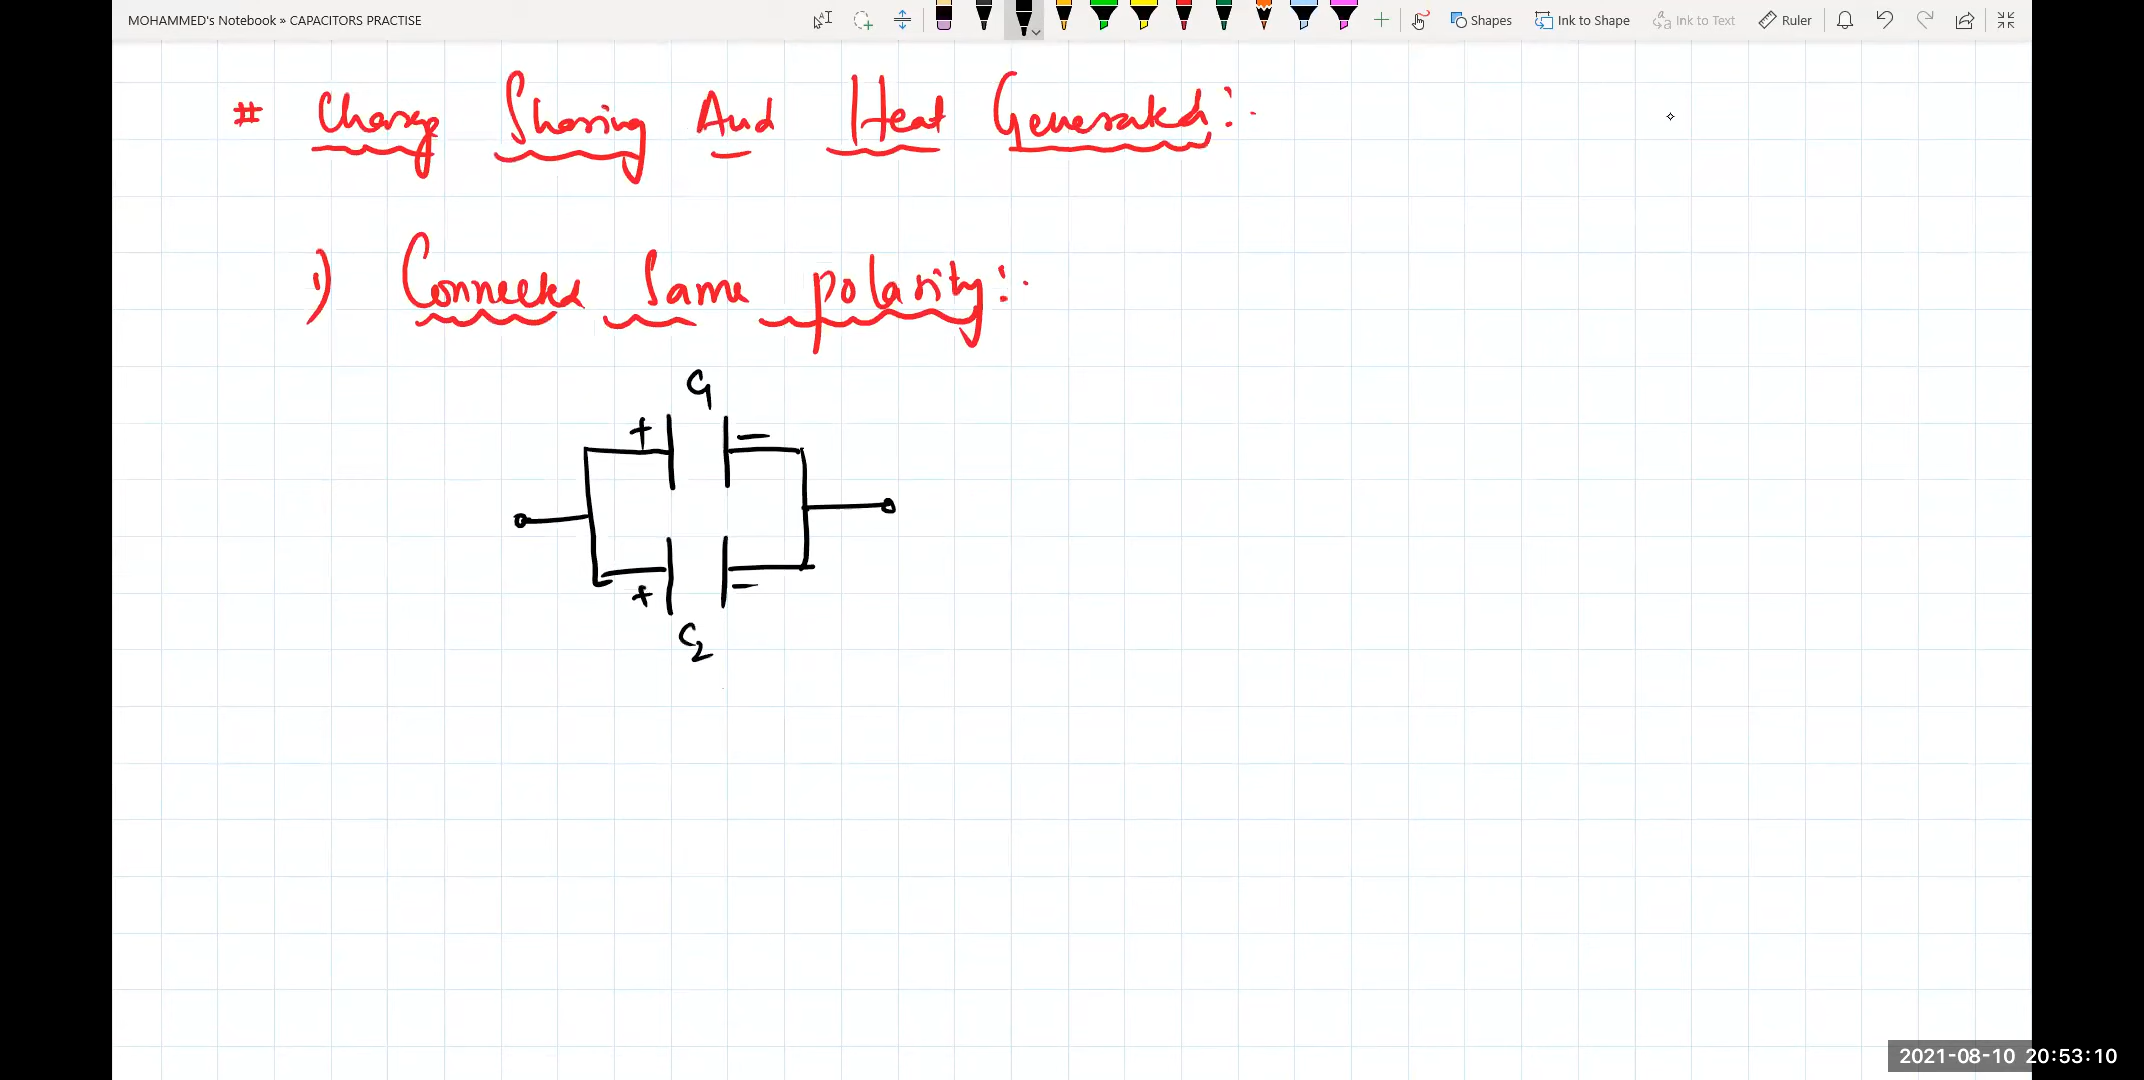 MOHAMMED's Notebook » CAPACITORS PRACTISE
Shapes Ink to Shape Ink to Text Ruler
# Charge Sharing And Heat Generated:-
1) Connected Same polarity:-
C1
+ −
+ −
C2
2021-08-10 20:53:10